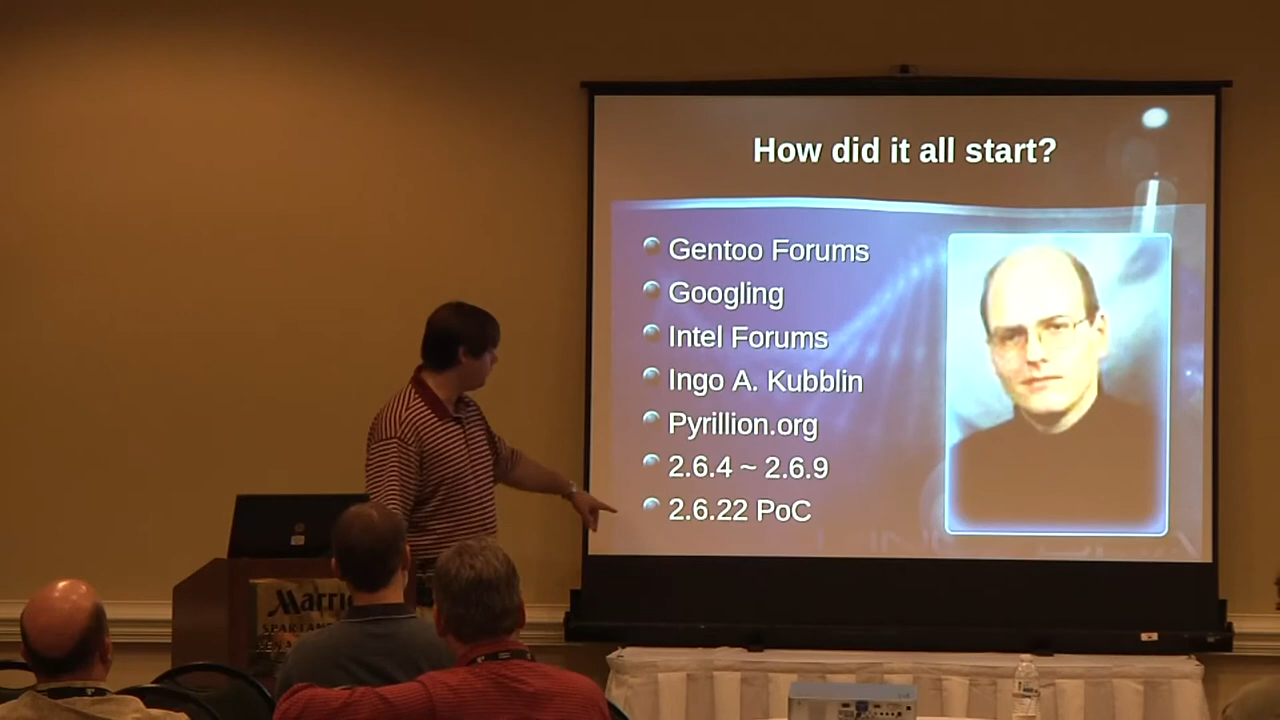 How did it all start?
Gentoo Forums
Googling
Intel Forums
Ingo A. Kubblin
Pyrillion.org
2.6.4 ~ 2.6.9
2.6.22 PoC